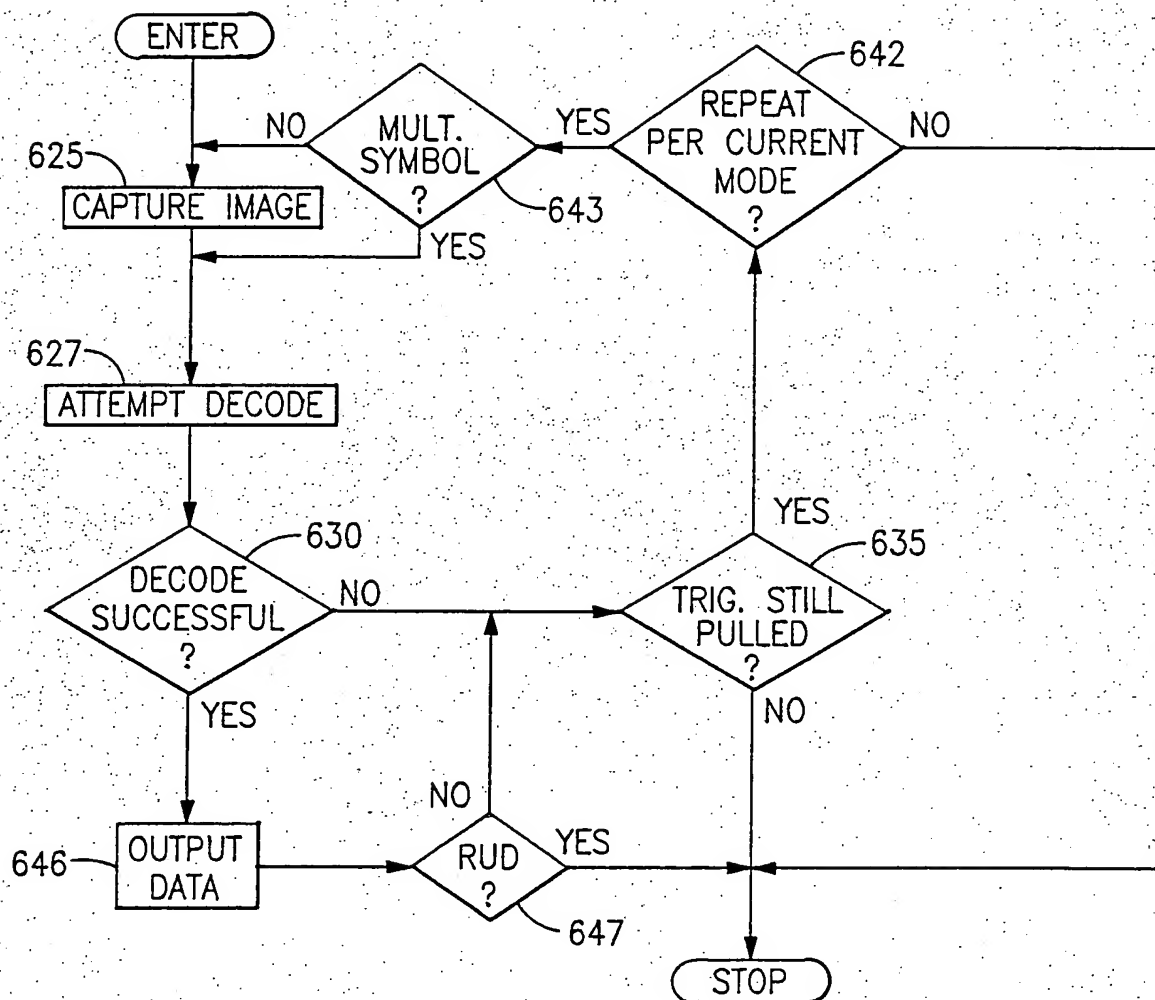 ENTER
642
REPEAT
PER CURRENT
MODE
?
YES
NO
MULT.
SYMBOL
?
643
NO
YES
625
CAPTURE IMAGE
627
ATTEMPT DECODE
630
DECODE
SUCCESSFUL
?
NO
YES
635
TRIG. STILL
PULLED
?
YES
NO
646
OUTPUT
DATA
NO
RUD
?
YES
647
STOP